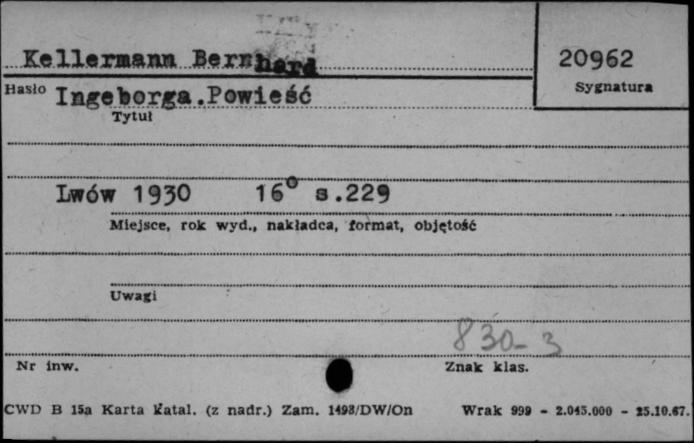 Kellermann Bernhard
20962
Sygnatura
Hasło Ingeborga.Powieść
Tytuł
Lwów 1930 16° s.229
Miejsce, rok wyd., nakładca, format, objętość
Uwagi
830-3
Nr inw. Znak klas.
CWD B 15a Karta katal. (z nadr.) Zam. 1498/DW/On Wrak 999 - 2.045.000 - 25.10.67.